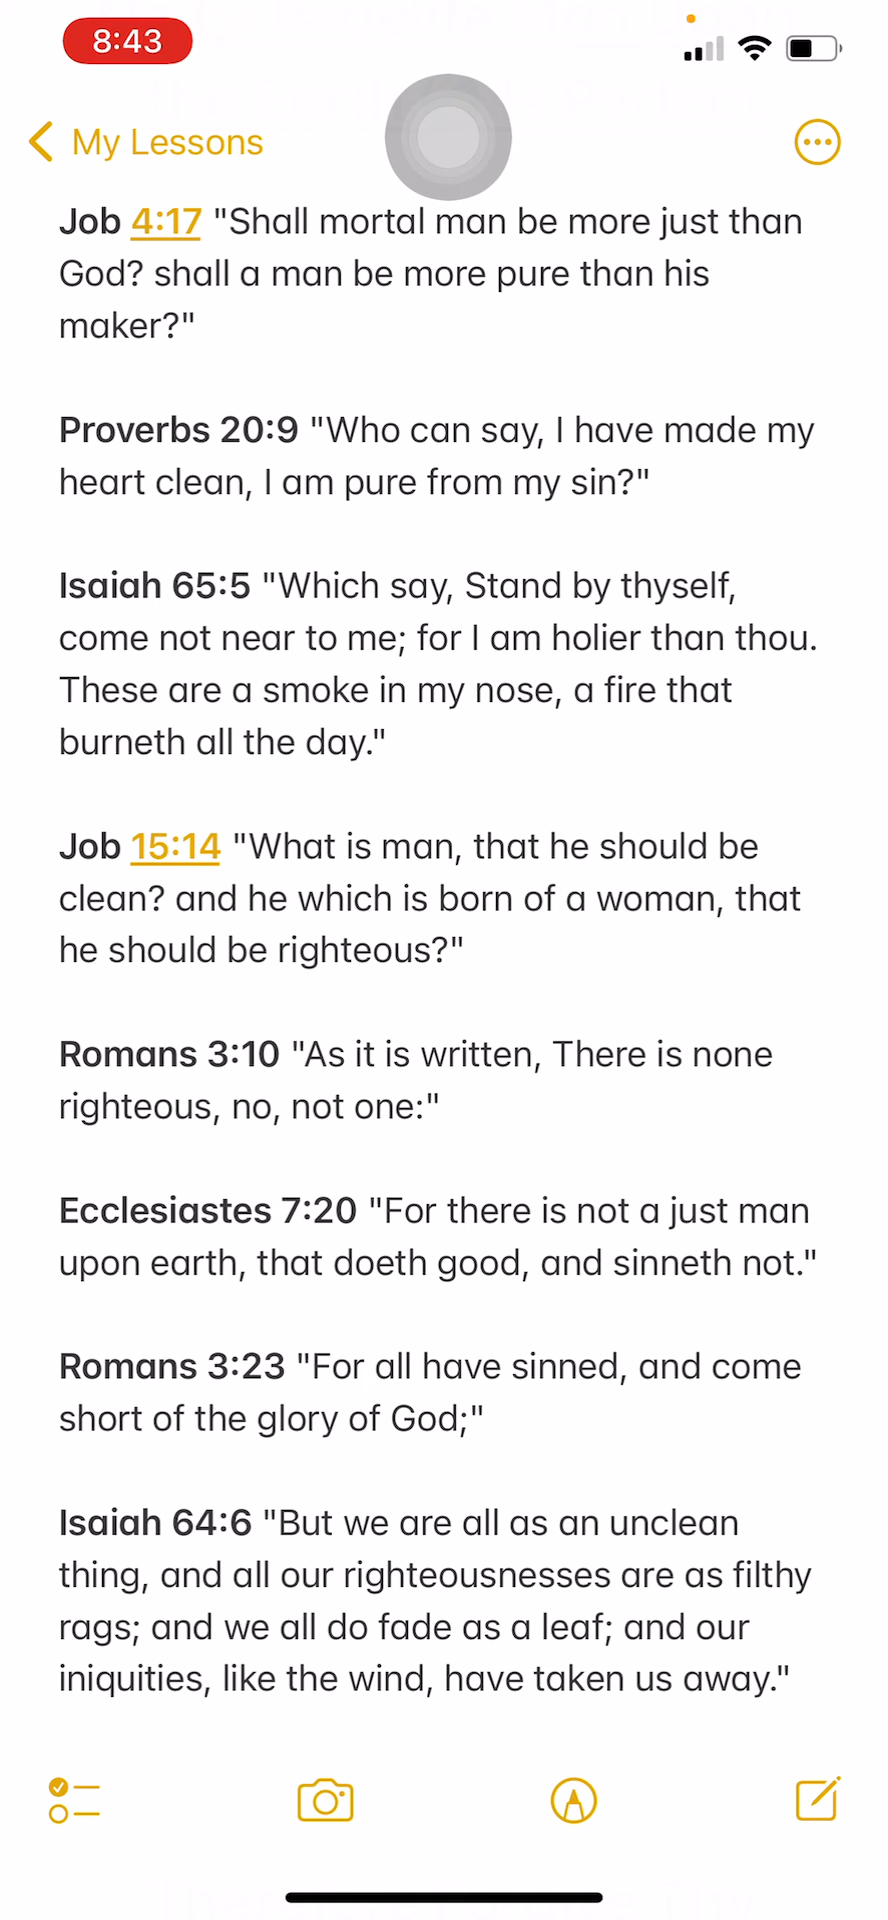 8:43
My Lessons
Job 4:17 "Shall mortal man be more just than
God? shall a man be more pure than his
maker?"
Proverbs 20:9 "Who can say, I have made my
heart clean, I am pure from my sin?"
Isaiah 65:5 "Which say, Stand by thyself,
come not near to me; for I am holier than thou.
These are a smoke in my nose, a fire that
burneth all the day."
Job 15:14 "What is man, that he should be
clean? and he which is born of a woman, that
he should be righteous?"
Romans 3:10 "As it is written, There is none
righteous, no, not one:"
Ecclesiastes 7:20 "For there is not a just man
upon earth, that doeth good, and sinneth not."
Romans 3:23 "For all have sinned, and come
short of the glory of God;"
Isaiah 64:6 "But we are all as an unclean
thing, and all our righteousnesses are as filthy
rags; and we all do fade as a leaf; and our
iniquities, like the wind, have taken us away."